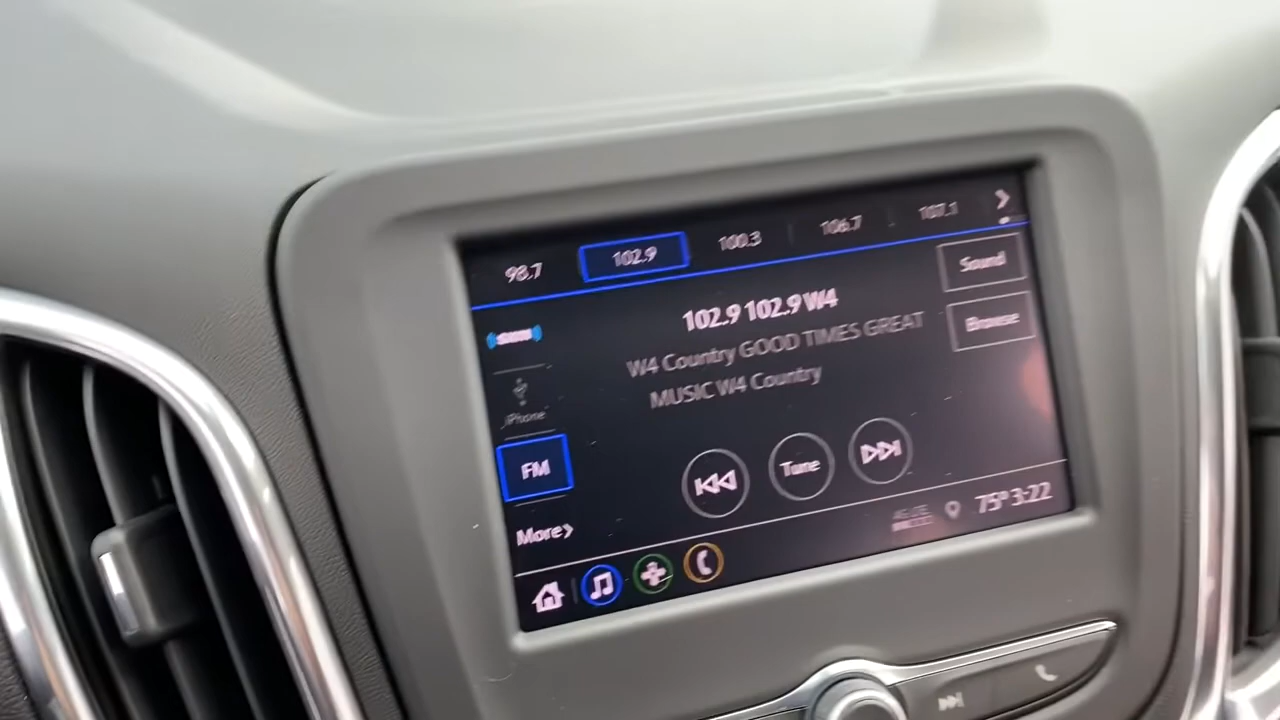 98.7 102.9 100.3 106.7 107.1
Sound
102.9 102.9 W4
Browse
W4 Country GOOD TIMES GREAT
MUSIC W4 Country
iPhone
FM
Tune
More
75° 3:22